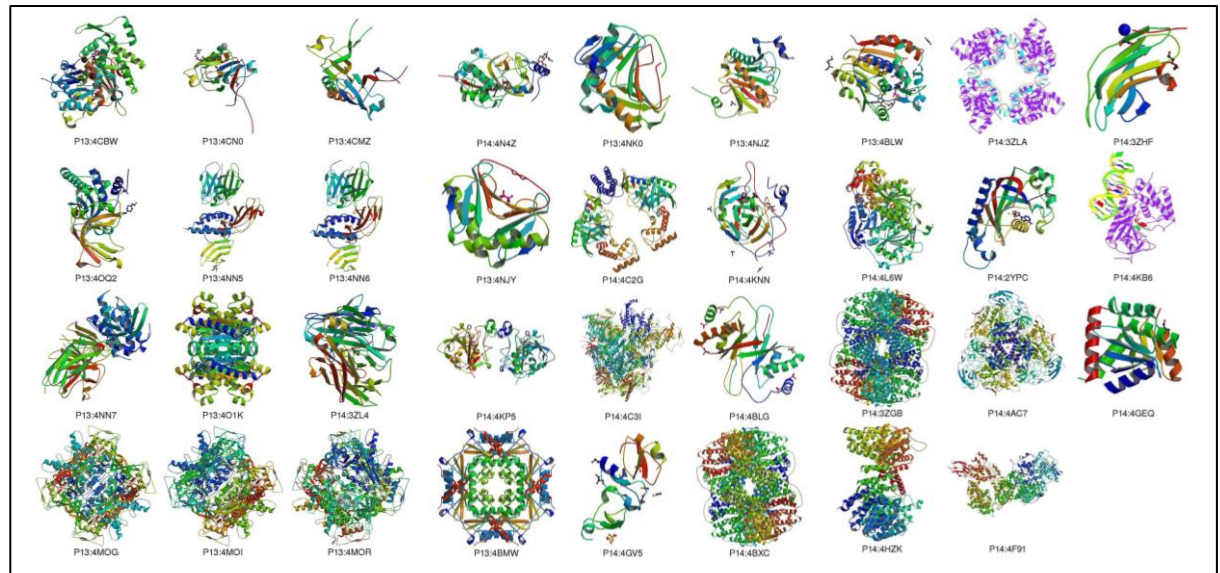 P13:4CBW
P13:4CN0
P13:4CMZ
P14:4N4Z
P13:4NK0
P13:4NJZ
P13:4BLW
P14:3ZLA
P14:3ZHF
P13:4OQ2
P13:4NN5
P13:4NN6
P13:4NJY
P14:4C2G
P14:4KNN
P14:4L6W
P14:2YPC
P14:4KB6
P13:4NN7
P13:4O1K
P14:3ZL4
P14:4KP5
P14:4C3I
P14:4BLG
P14:3ZGB
P14:4AC7
P14:4GEQ
P13:4MOG
P13:4MOI
P13:4MOR
P13:4BMW
P14:4GV5
P14:4BXC
P14:4HZK
P14:4F91